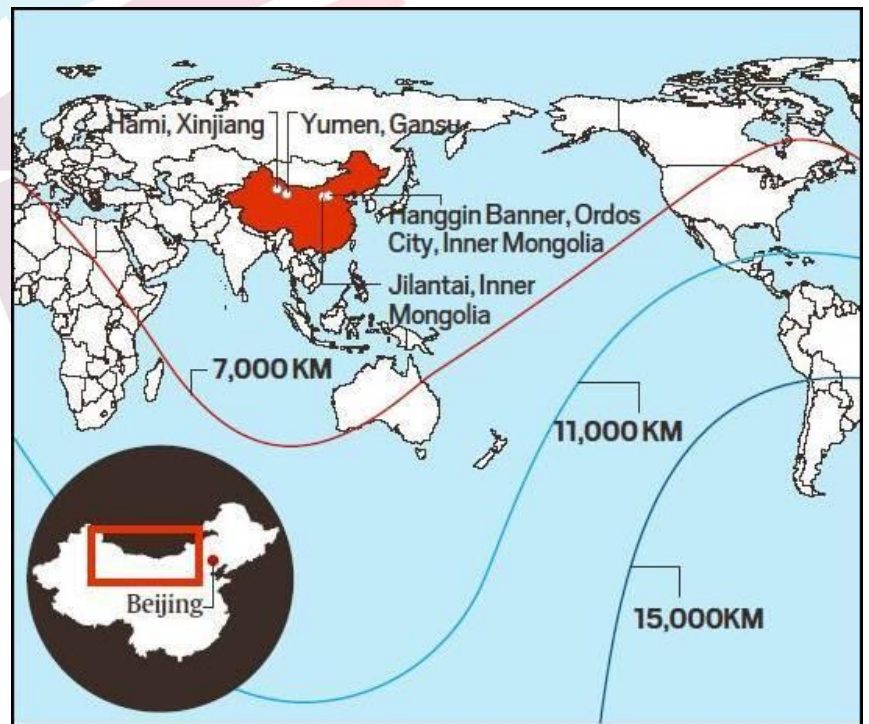 Hami, Xinjiang
Yumen, Gansu
Hanggin Banner, Ordos
City, Inner Mongolia
Jilantai, Inner
Mongolia
7,000 KM
11,000 KM
15,000KM
Beijing